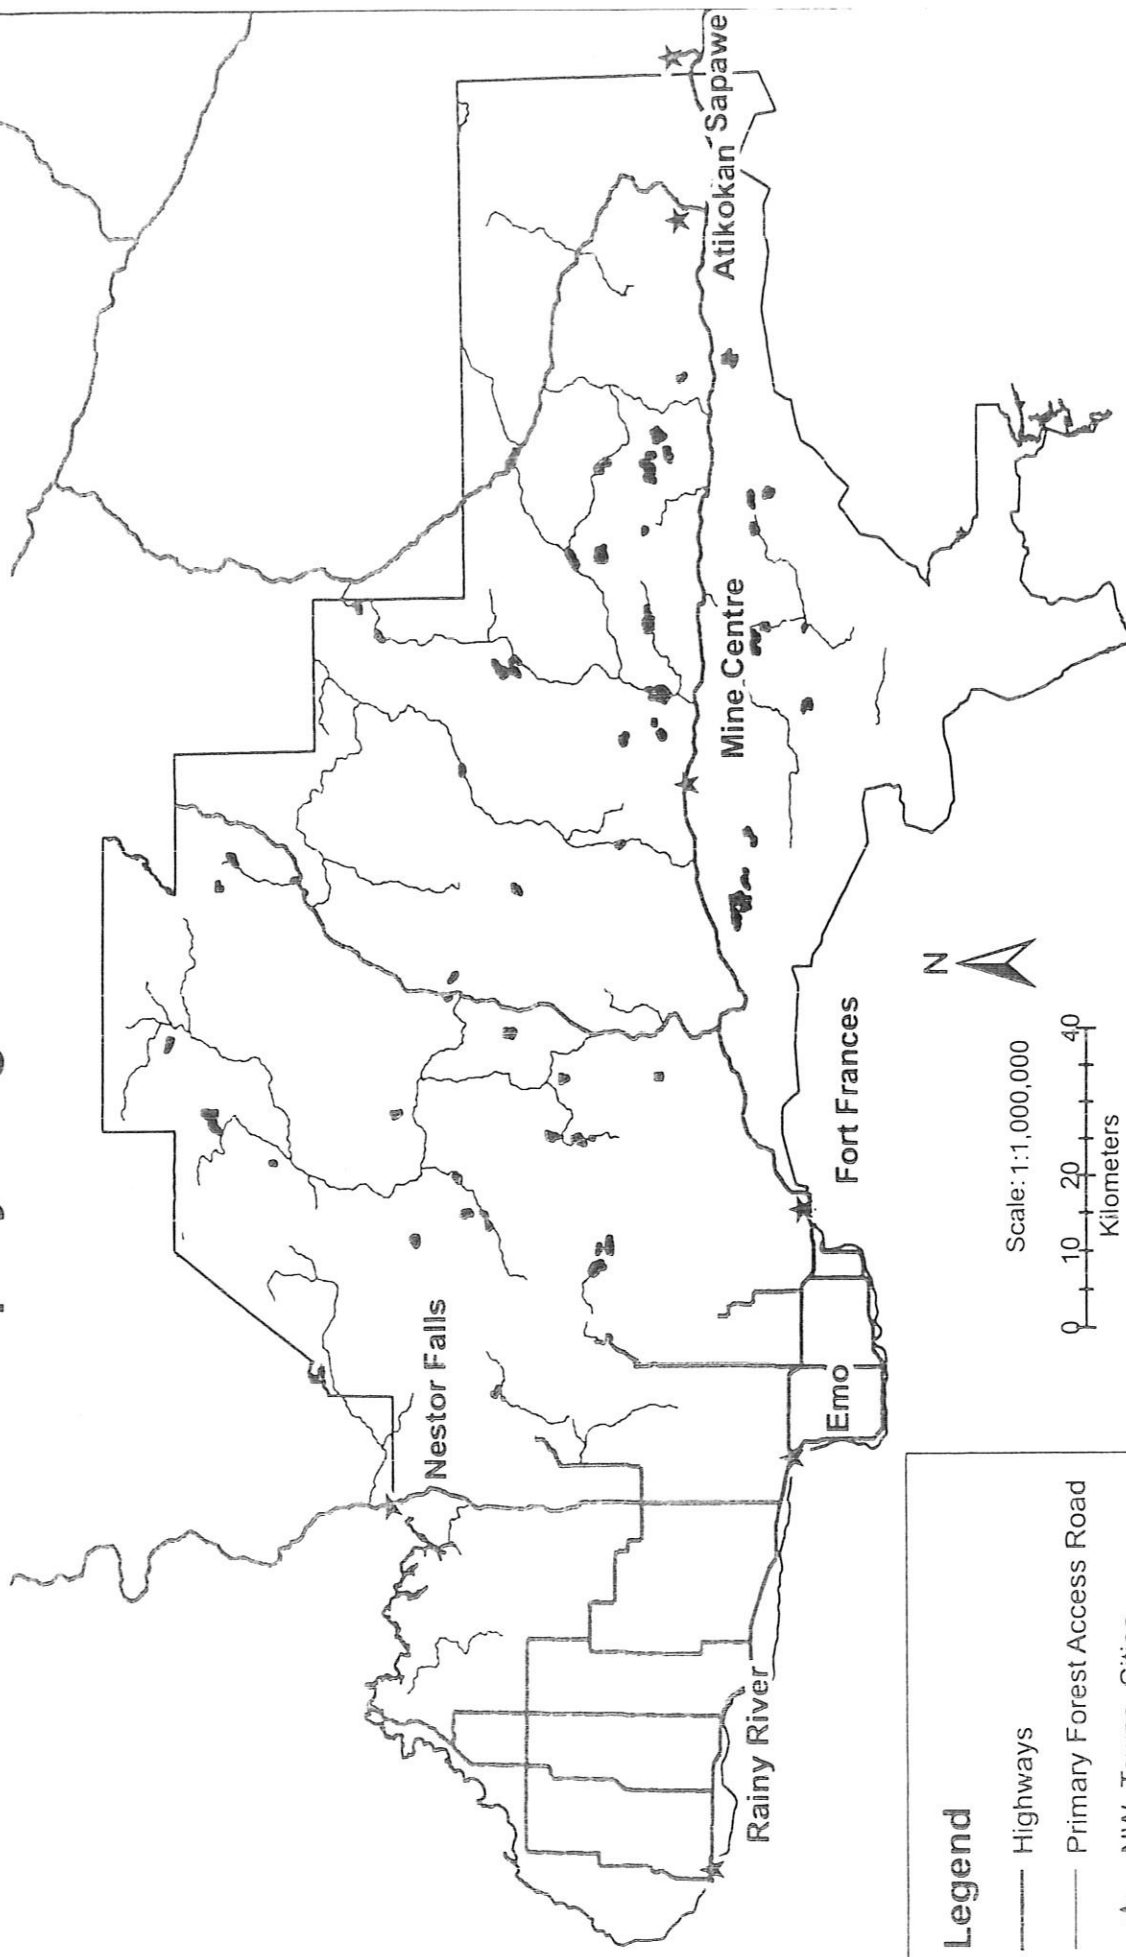 Sapawe
Atikokan
Mine Centre
Nestor Falls
Fort Frances
Emo
Rainy River
N
Scale: 1:1,000,000
0 10 20 40
Kilometers
Legend
Highways
Primary Forest Access Road